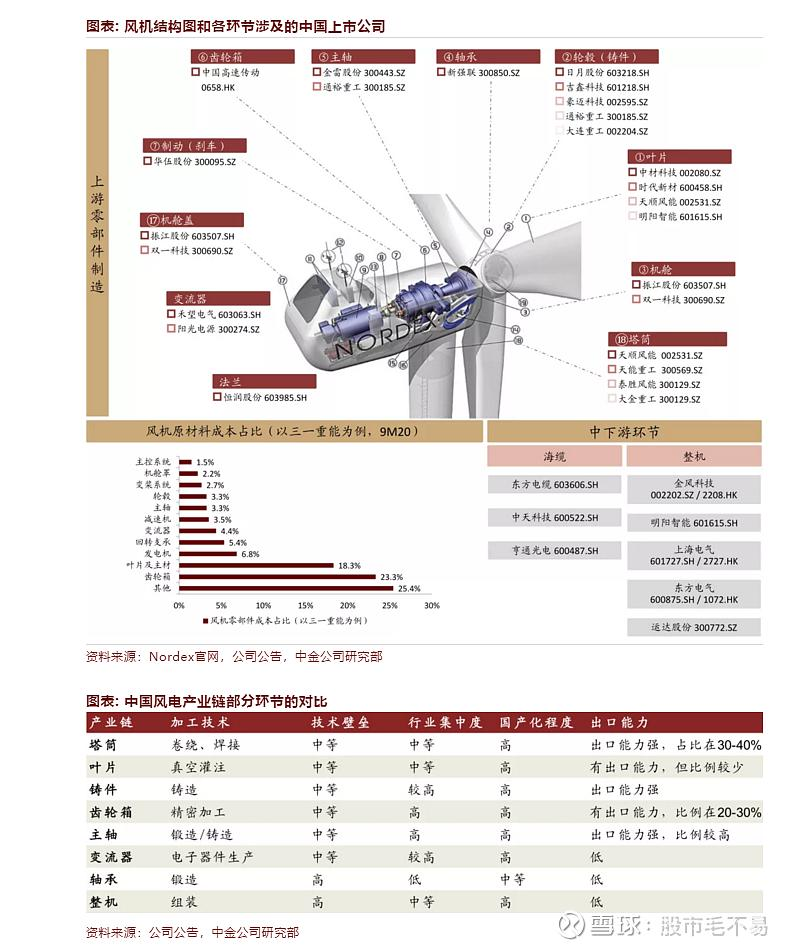 图表: 风机结构图和各环节涉及的中国上市公司
上游零部件制造
⑥齿轮箱
中国高速传动
0658.HK
⑤主轴
金雷股份 300443.SZ
通裕重工 300185.SZ
④轴承
新强联 300850.SZ
②轮毂（铸件）
日月股份 603218.SH
吉鑫科技 601218.SH
豪迈科技 002595.SZ
通裕重工 300185.SZ
大连重工 002204.SZ
⑦制动（刹车）
华伍股份 300095.SZ
①叶片
中材科技 002080.SZ
时代新材 600458.SH
天顺风能 002531.SZ
明阳智能 601615.SH
⑰机舱盖
振江股份 603507.SH
双一科技 300690.SZ
③机舱
振江股份 603507.SH
双一科技 300690.SZ
变流器
禾望电气 603063.SH
阳光电源 300274.SZ
⑱塔筒
天顺风能 002531.SZ
天能重工 300569.SZ
泰胜风能 300129.SZ
大金重工 300129.SZ
法兰
恒润股份 603985.SH
NORDEX
1
2
3
4
5
6
7
8
9
10
11
12
13
14
15
16
17
18
19
风机原材料成本占比（以三一重能为例，9M20）
主控系统 1.5%
机舱罩 2.2%
变桨系统 2.7%
轮毂 3.3%
主轴 3.3%
减速机 3.5%
变流器 4.4%
回转支承 5.4%
发电机 6.8%
叶片及主材 18.3%
齿轮箱 23.3%
其他 25.4%
0% 5% 10% 15% 20% 25% 30%
风机零部件成本占比（以三一重能为例）
中下游环节
海缆
东方电缆 603606.SH
中天科技 600522.SH
亨通光电 600487.SH
整机
金风科技
002202.SZ / 2208.HK
明阳智能 601615.SH
上海电气
601727.SH / 2727.HK
东方电气
600875.SH / 1072.HK
运达股份 300772.SZ
资料来源：Nordex官网，公司公告，中金公司研究部
图表: 中国风电产业链部分环节的对比
产业链 加工技术 技术壁垒 行业集中度 国产化程度 出口能力
塔筒 卷绕、焊接 中等 中等 高 出口能力强，占比在30-40%
叶片 真空灌注 中等 中等 高 有出口能力，但比例较少
铸件 铸造 中等 较高 高 出口能力强
齿轮箱 精密加工 中等 高 高 有出口能力，比例在20-30%
主轴 锻造/铸造 中等 高 高 出口能力强，比例较高
变流器 电子器件生产 中等 较高 高 低
轴承 锻造 高 低 中等 低
整机 组装 高 中等 高 低
资料来源：公司公告，中金公司研究部
雪球：股市毛不易